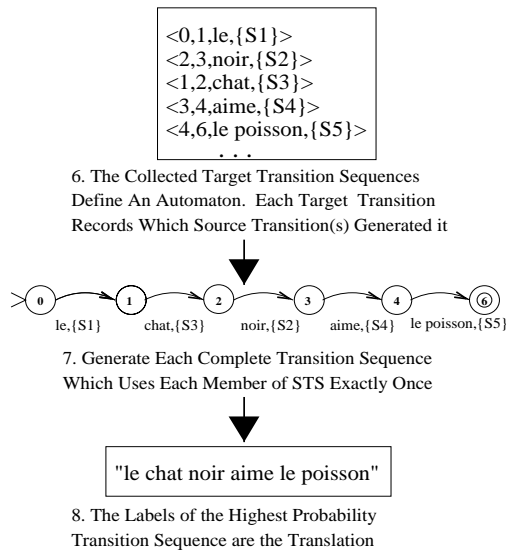 <0,1,le,{S1}>
<2,3,noir,{S2}>
<1,2,chat,{S3}>
<3,4,aime,{S4}>
<4,6,le poisson,{S5}>
. . .
6. The Collected Target Transition Sequences
Define An Automaton. Each Target Transition
Records Which Source Transition(s) Generated it
0 1 2 3 4 6
le,{S1} chat,{S3} noir,{S2} aime,{S4} le poisson,{S5}
7. Generate Each Complete Transition Sequence
Which Uses Each Member of STS Exactly Once
"le chat noir aime le poisson"
8. The Labels of the Highest Probability
Transition Sequence are the Translation